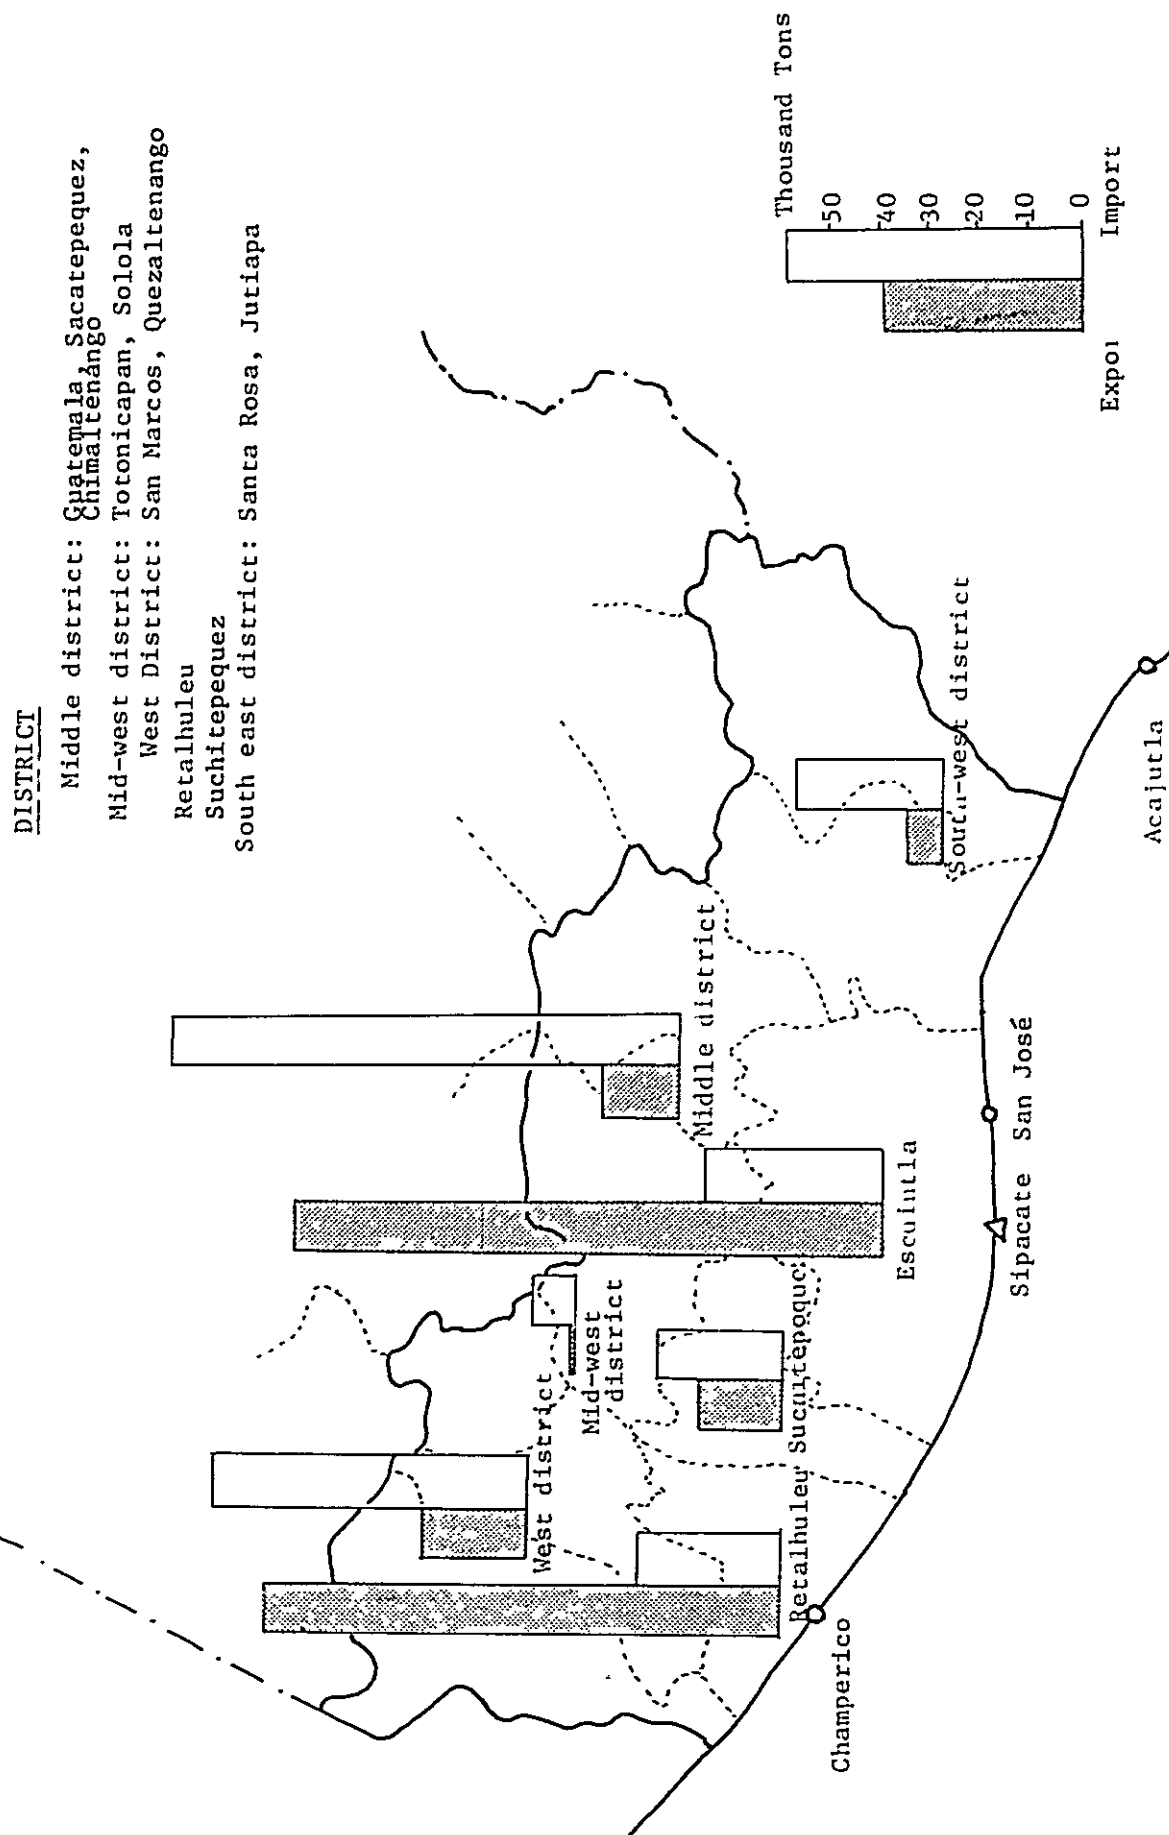 DISTRICT
Middle district: Guatemala, Sacatepequez,
Chimaltenango
Mid-west district: Totonicapan, Solola
West District: San Marcos, Quezaltenango
Retalhuleu
Suchitepequez
South east district: Santa Rosa, Jutiapa
West district
Mid-west
district
Middle district
Retalhuleu
Sucnitepoquc
Escuintla
South-west district
Champerico
Sipacate
San José
Acajutla
Thousand Tons
50
40
30
20
10
0
Expoı
Import